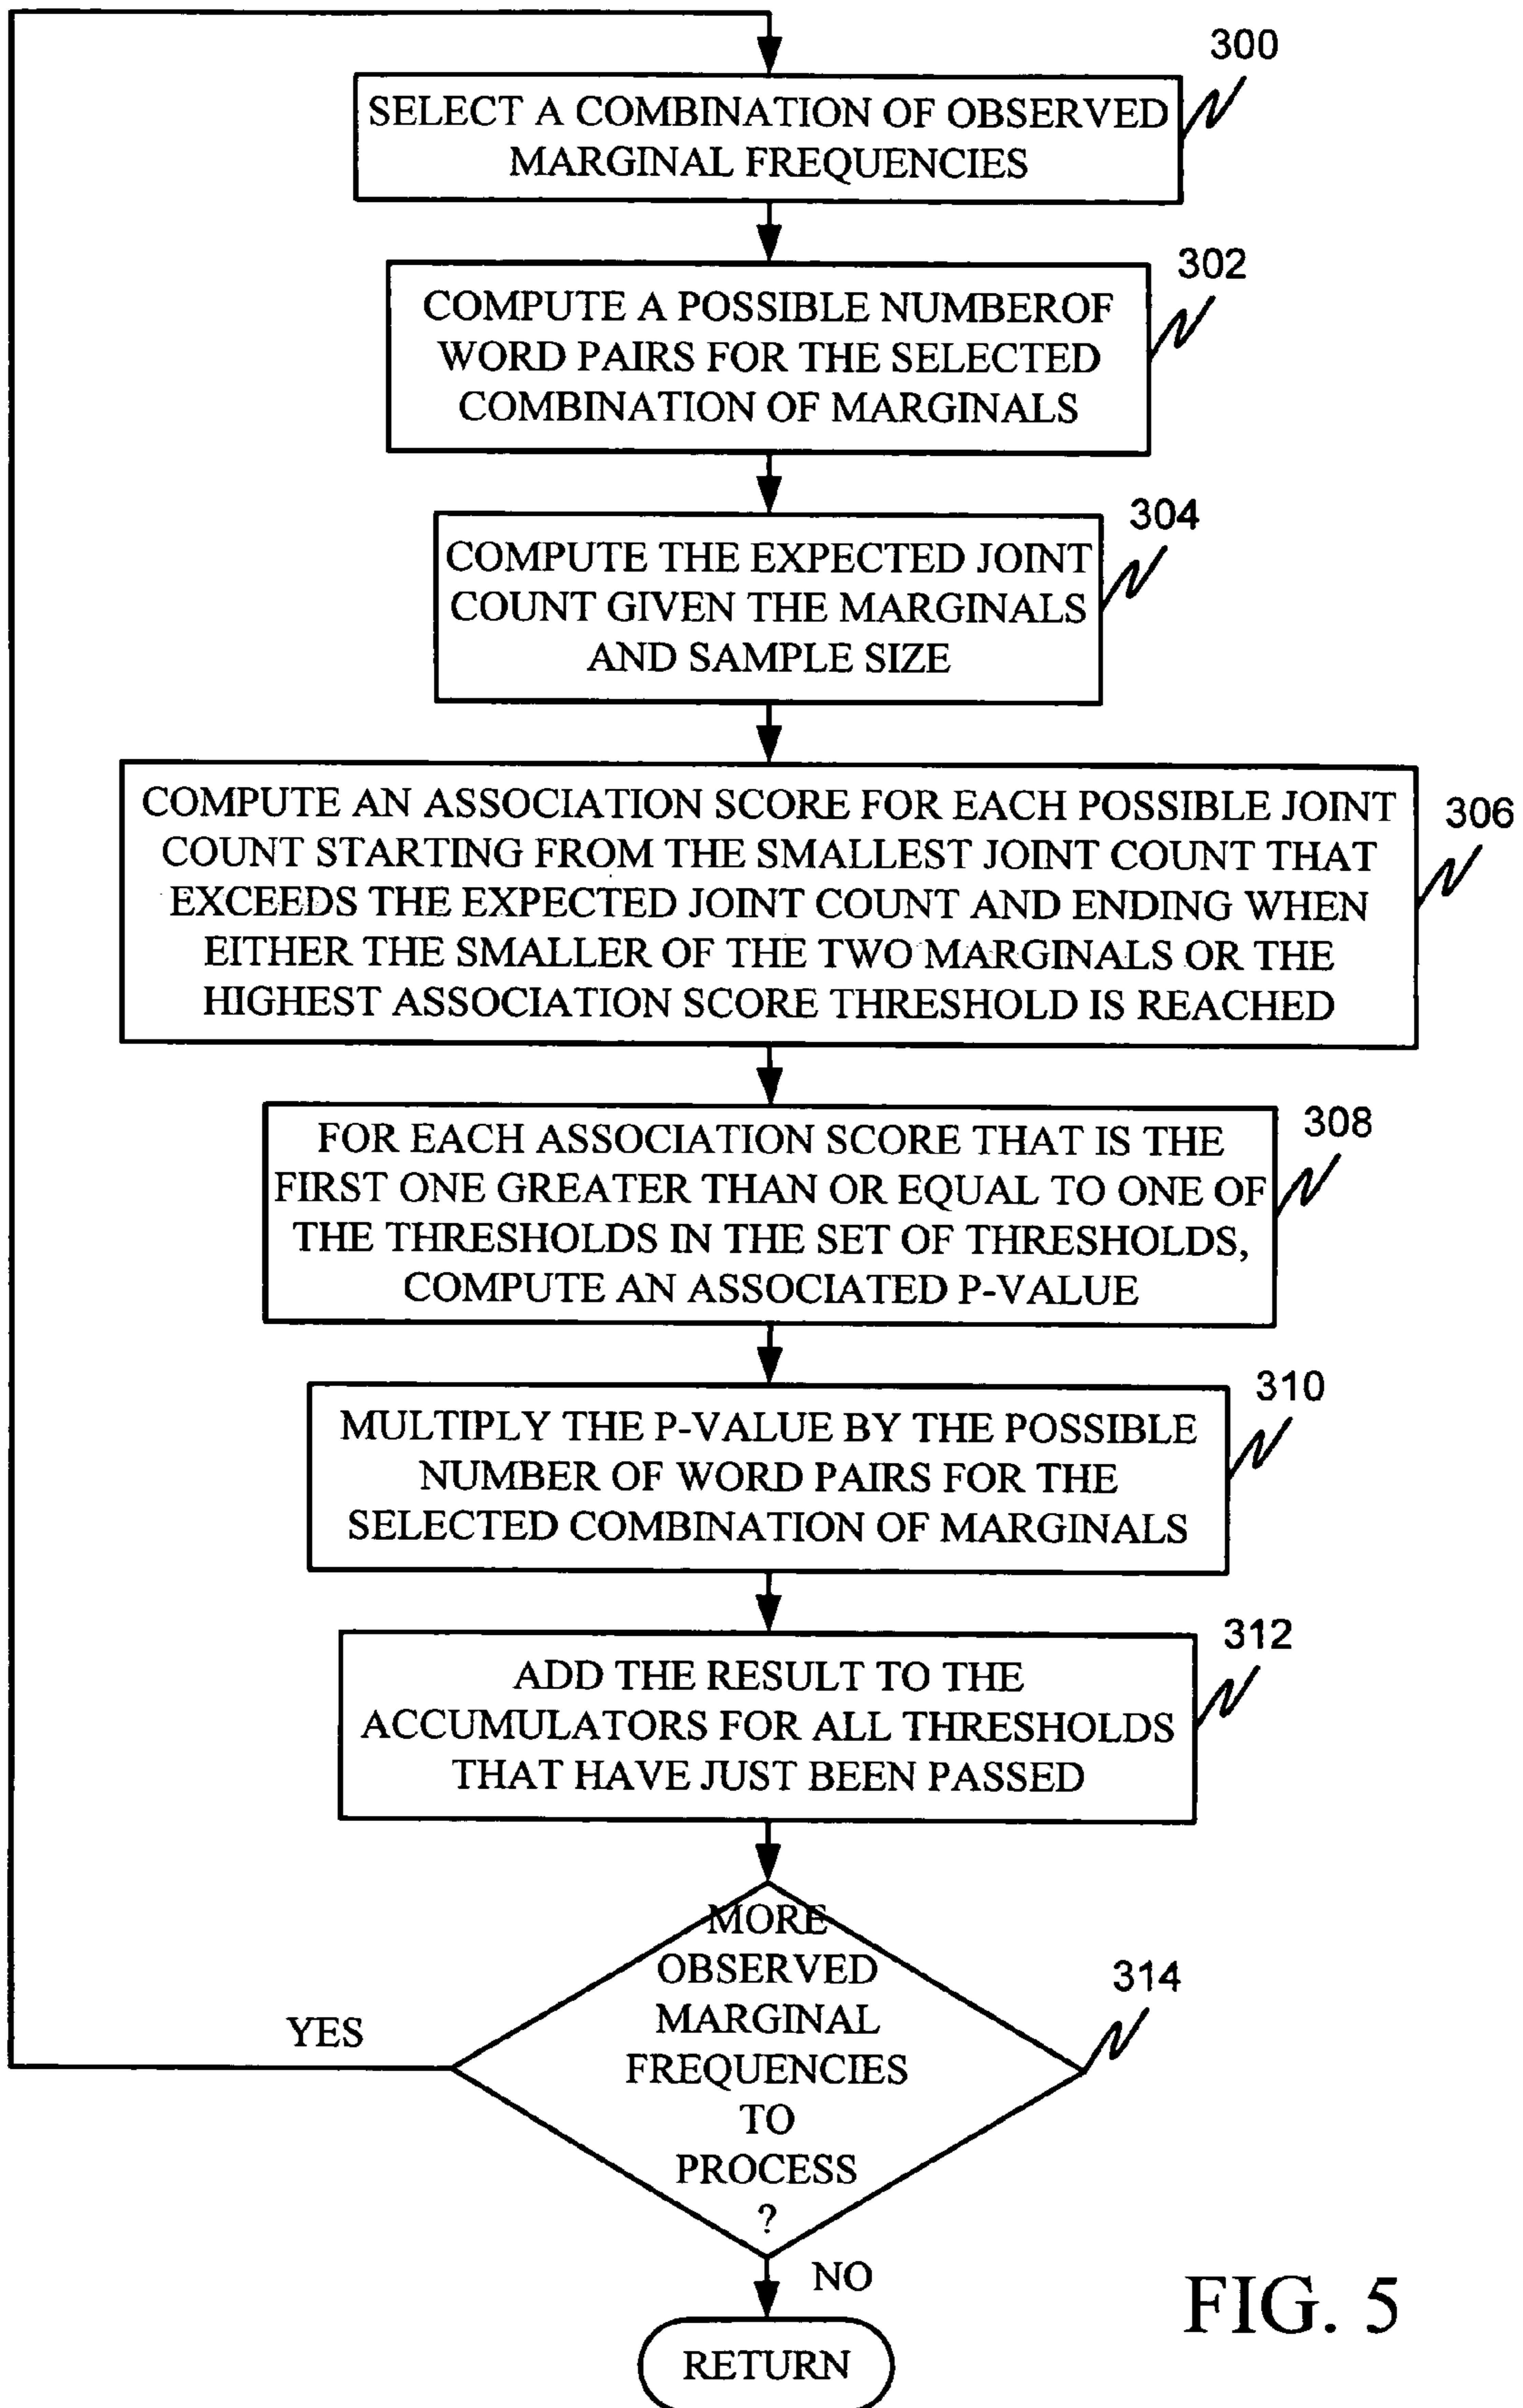 300
SELECT A COMBINATION OF OBSERVED
MARGINAL FREQUENCIES
302
COMPUTE A POSSIBLE NUMBEROF
WORD PAIRS FOR THE SELECTED
COMBINATION OF MARGINALS
304
COMPUTE THE EXPECTED JOINT
COUNT GIVEN THE MARGINALS
AND SAMPLE SIZE
306
COMPUTE AN ASSOCIATION SCORE FOR EACH POSSIBLE JOINT
COUNT STARTING FROM THE SMALLEST JOINT COUNT THAT
EXCEEDS THE EXPECTED JOINT COUNT AND ENDING WHEN
EITHER THE SMALLER OF THE TWO MARGINALS OR THE
HIGHEST ASSOCIATION SCORE THRESHOLD IS REACHED
308
FOR EACH ASSOCIATION SCORE THAT IS THE
FIRST ONE GREATER THAN OR EQUAL TO ONE OF
THE THRESHOLDS IN THE SET OF THRESHOLDS,
COMPUTE AN ASSOCIATED P-VALUE
310
MULTIPLY THE P-VALUE BY THE POSSIBLE
NUMBER OF WORD PAIRS FOR THE
SELECTED COMBINATION OF MARGINALS
312
ADD THE RESULT TO THE
ACCUMULATORS FOR ALL THRESHOLDS
THAT HAVE JUST BEEN PASSED
314
MORE
OBSERVED
MARGINAL
FREQUENCIES
TO
PROCESS
?
YES
NO
RETURN
FIG. 5